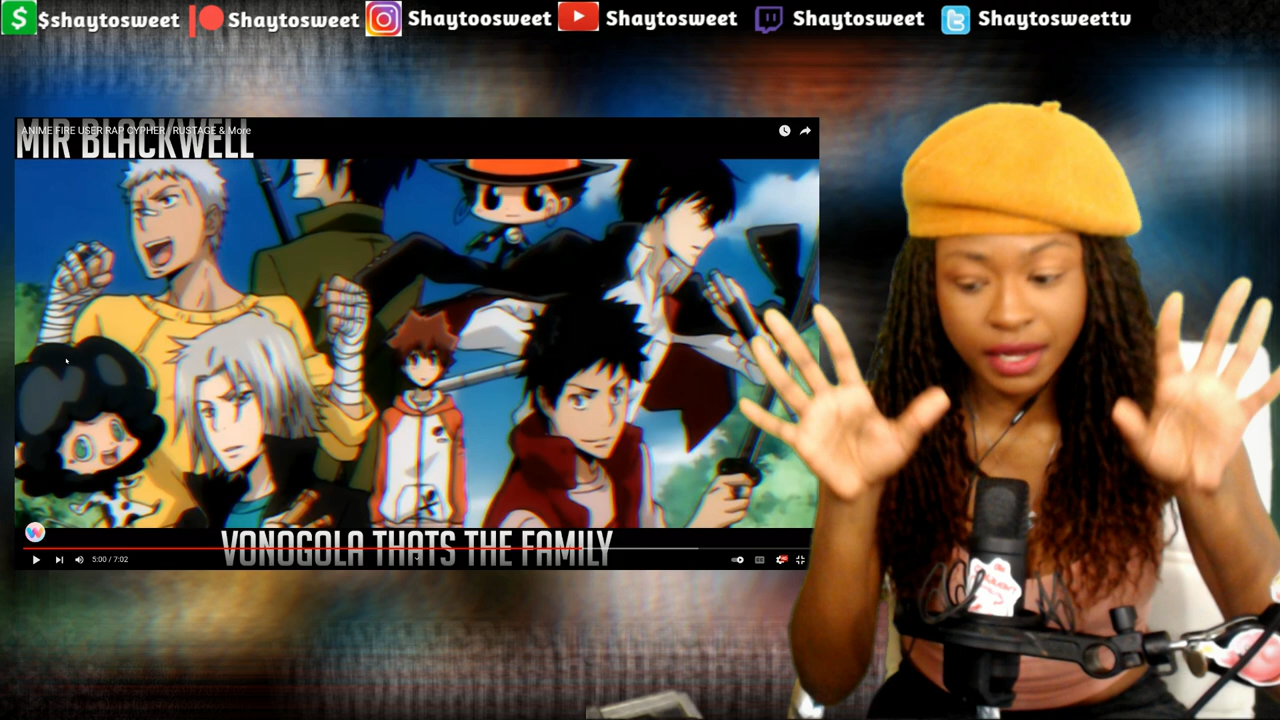 $shaytosweet Shaytosweet Shaytoosweet Shaytosweet Shaytosweet Shaytosweettv
ANIME FIRE USER RAP CYPHER | RUSTAGE & More
MIR BLACKWELL
VONOGOLA THATS THE FAMILY
5:00 / 7:02